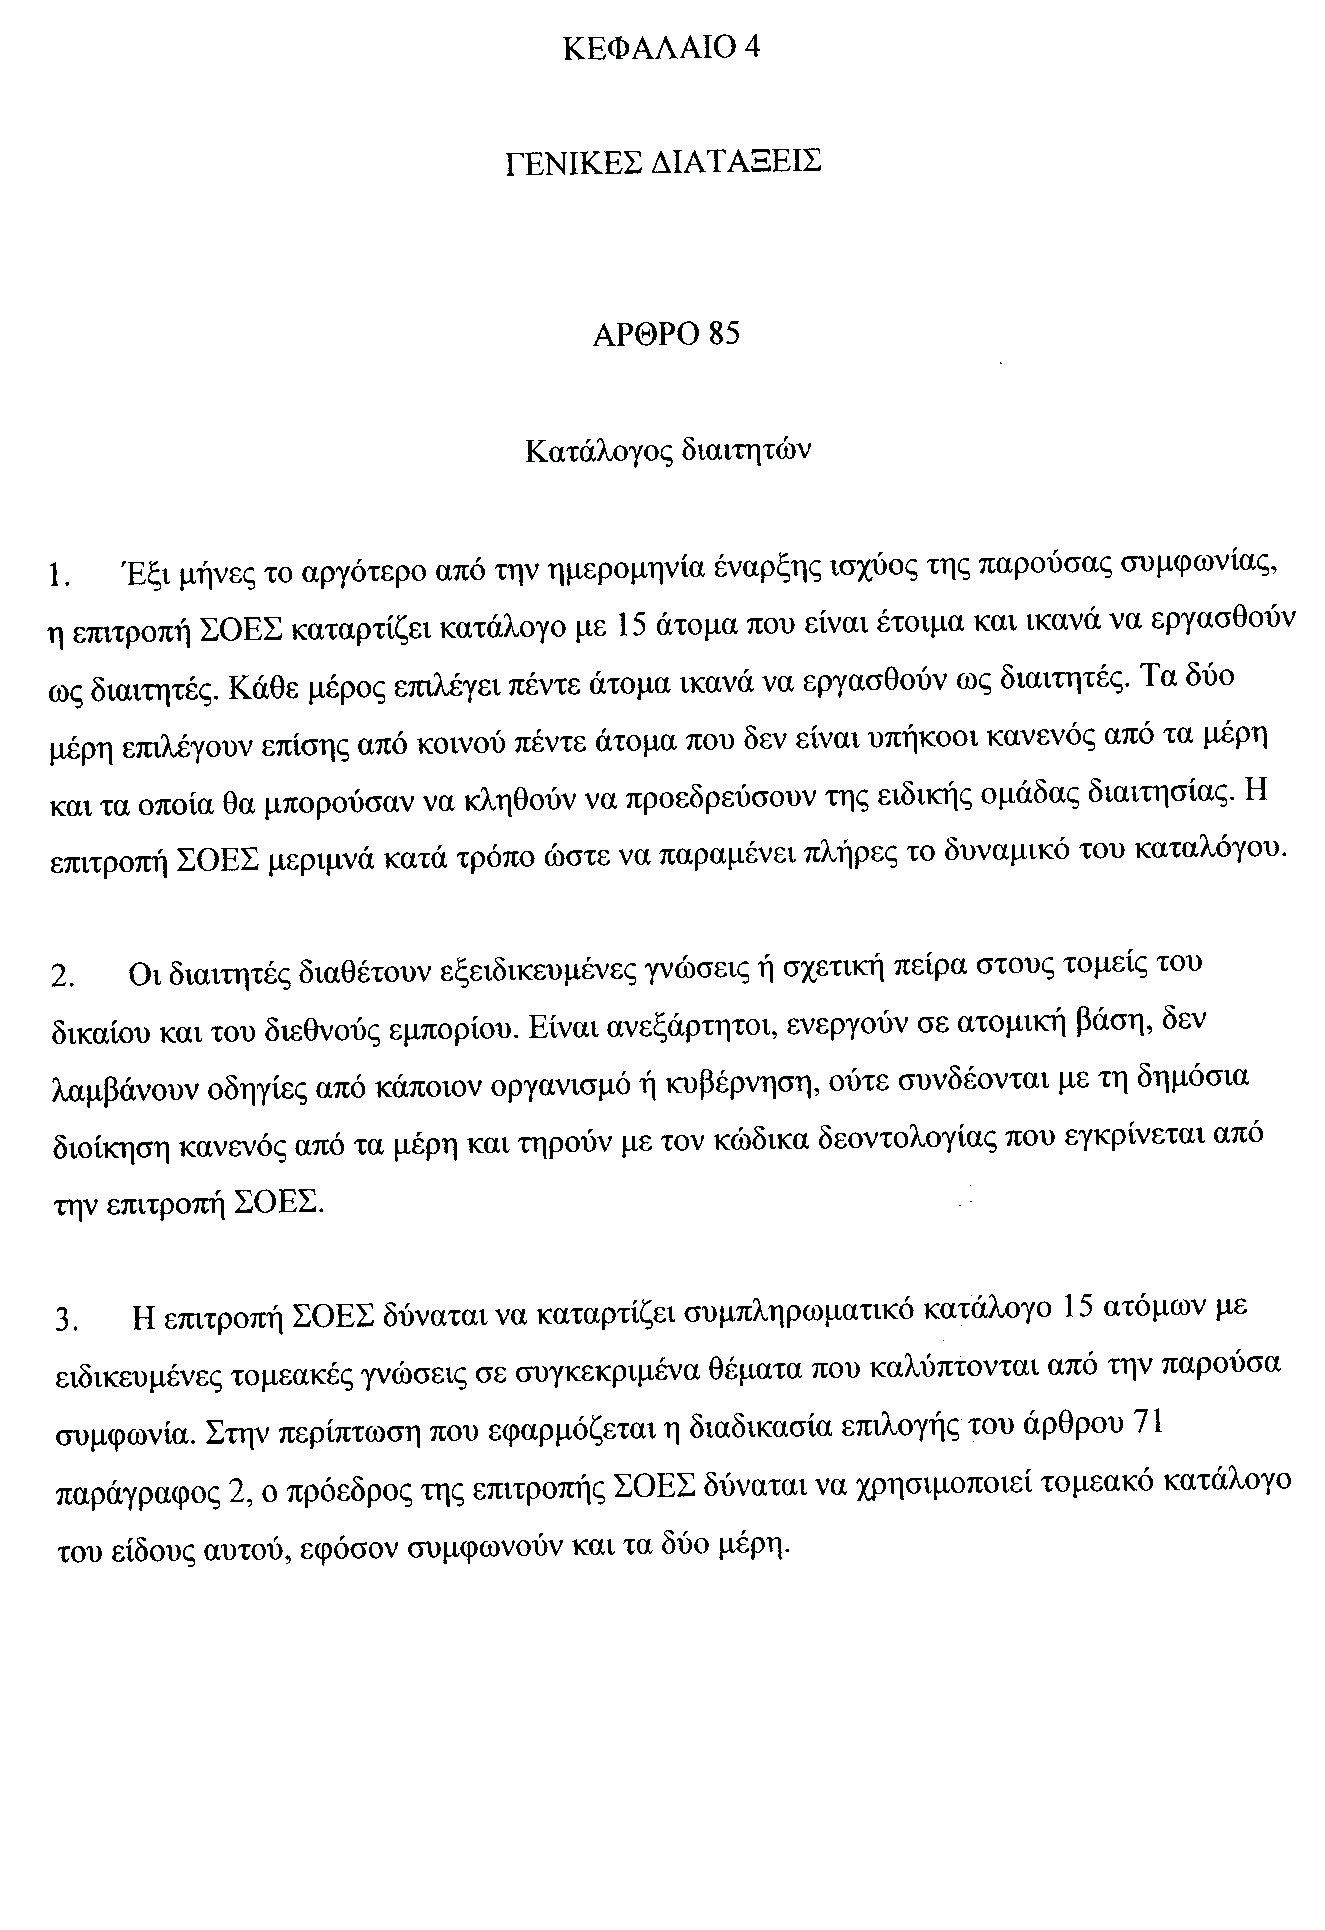 ΚΕΦΑΛΑΙΟ 4
ΓΕΝΙΚΕΣ ΔΙΑΤΑΞΕΙΣ
ΑΡΘΡΟ 85
Κατάλογος διαιτητών
1. Έξι μήνες το αργότερο από την ημερομηνία έναρξης ισχύος της παρούσας συμφωνίας,
η επιτροπή ΣΟΕΣ καταρτίζει κατάλογο με 15 άτομα που είναι έτοιμα και ικανά να εργασθούν
ως διαιτητές. Κάθε μέρος επιλέγει πέντε άτομα ικανά να εργασθούν ως διαιτητές. Τα δύο
μέρη επιλέγουν επίσης από κοινού πέντε άτομα που δεν είναι υπήκοοι κανενός από τα μέρη
και τα οποία θα μπορούσαν να κληθούν να προεδρεύσουν της ειδικής ομάδας διαιτησίας. Η
επιτροπή ΣΟΕΣ μεριμνά κατά τρόπο ώστε να παραμένει πλήρες το δυναμικό του καταλόγου.
2. Οι διαιτητές διαθέτουν εξειδικευμένες γνώσεις ή σχετική πείρα στους τομείς του
δικαίου και του διεθνούς εμπορίου. Είναι ανεξάρτητοι, ενεργούν σε ατομική βάση, δεν
λαμβάνουν οδηγίες από κάποιον οργανισμό ή κυβέρνηση, ούτε συνδέονται με τη δημόσια
διοίκηση κανενός από τα μέρη και τηρούν με τον κώδικα δεοντολογίας που εγκρίνεται από
την επιτροπή ΣΟΕΣ.
3. Η επιτροπή ΣΟΕΣ δύναται να καταρτίζει συμπληρωματικό κατάλογο 15 ατόμων με
ειδικευμένες τομεακές γνώσεις σε συγκεκριμένα θέματα που καλύπτονται από την παρούσα
συμφωνία. Στην περίπτωση που εφαρμόζεται η διαδικασία επιλογής του άρθρου 71
παράγραφος 2, ο πρόεδρος της επιτροπής ΣΟΕΣ δύναται να χρησιμοποιεί τομεακό κατάλογο
του είδους αυτού, εφόσον συμφωνούν και τα δύο μέρη.